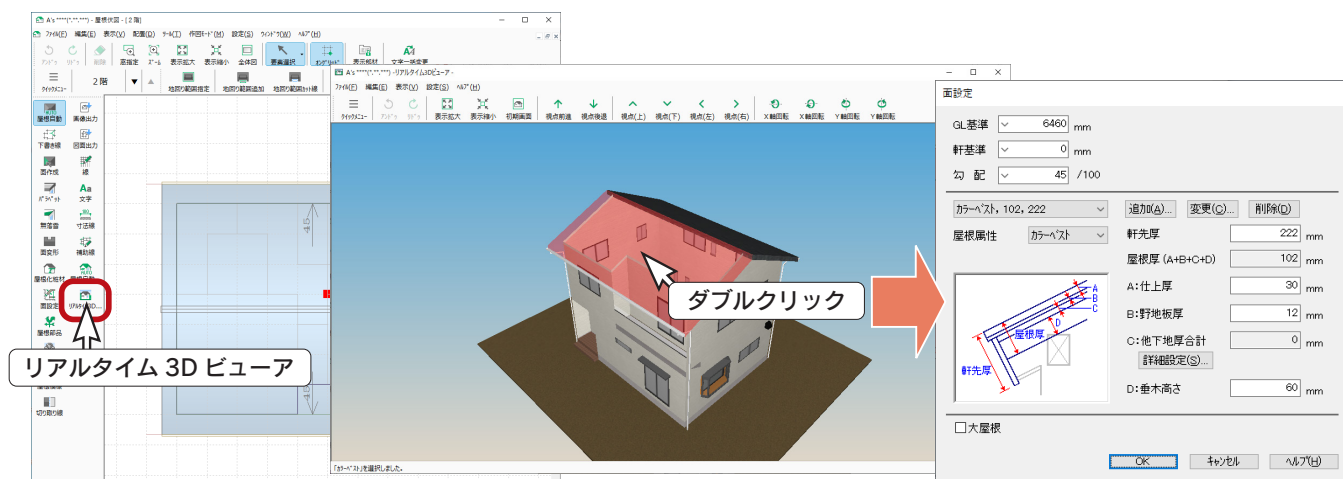 A's ****(*,**,***) - 屋根伏図 - [2 階]
ファイル(F) 編集(E) 表示(V) 配置(D) ツール(T) 作図モード(M) 設定(S) ウィンドウ(W) ヘルプ(H)
アンドゥ リドゥ 削除 窓指定 ズーム 表示拡大 表示縮小 全体図 要素選択 オングリッド 表示部材 文字一括変更
クイックメニュー 2 階 地回り範囲指定 地回り範囲追加 地回り範囲カット線
屋根自動 画像出力
下書き線 図面出力
面作成 線
パラペット 文字
無落雪 寸法線
面変形 補助線
屋根化粧材
面設定 リアルタイム3D...
屋根部品
切り取り線
45
リアルタイム 3D ビューア
A's ****(*,**,***) -リアルタイム3Dビューア -
ファイル(F) 編集(E) 表示(V) 設定(S) ヘルプ(H)
クイックメニュー アンドゥ リドゥ 表示拡大 表示縮小 初期画面 視点前進 視点後退 視点(上) 視点(下) 視点(左) 視点(右) X軸回転 X軸回転 Y軸回転 Y軸回転
ダブルクリック
「カラーベスト」を選択しました。
面設定
GL基準 6460 mm
軒基準 0 mm
勾 配 45 /100
カラーベスト, 102, 222 追加(A)... 変更(C)... 削除(D)
屋根属性 カラーベスト 軒先厚 222 mm
屋根厚 (A+B+C+D) 102 mm
A:仕上厚 30 mm
B:野地板厚 12 mm
C:他下地厚合計 0 mm
詳細設定(S)...
D:垂木高さ 60 mm
A
B
C
D
屋根厚
軒先厚
大屋根
OK キャンセル ヘルプ(H)